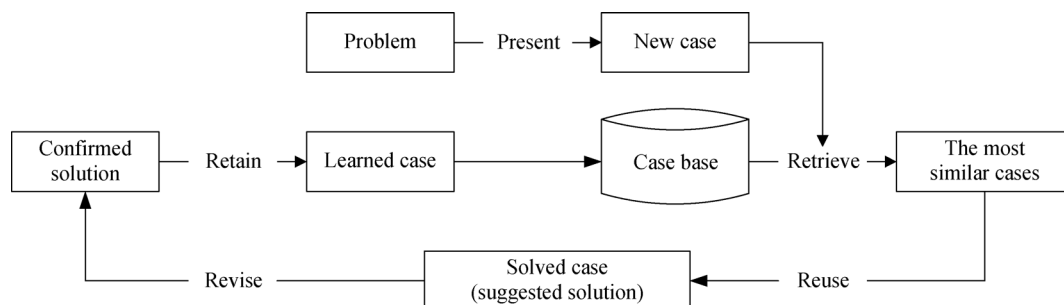 Problem
Present
New case
Confirmed
solution
Retain
Learned case
Case base
Retrieve
The most
similar cases
Revise
Solved case
(suggested solution)
Reuse